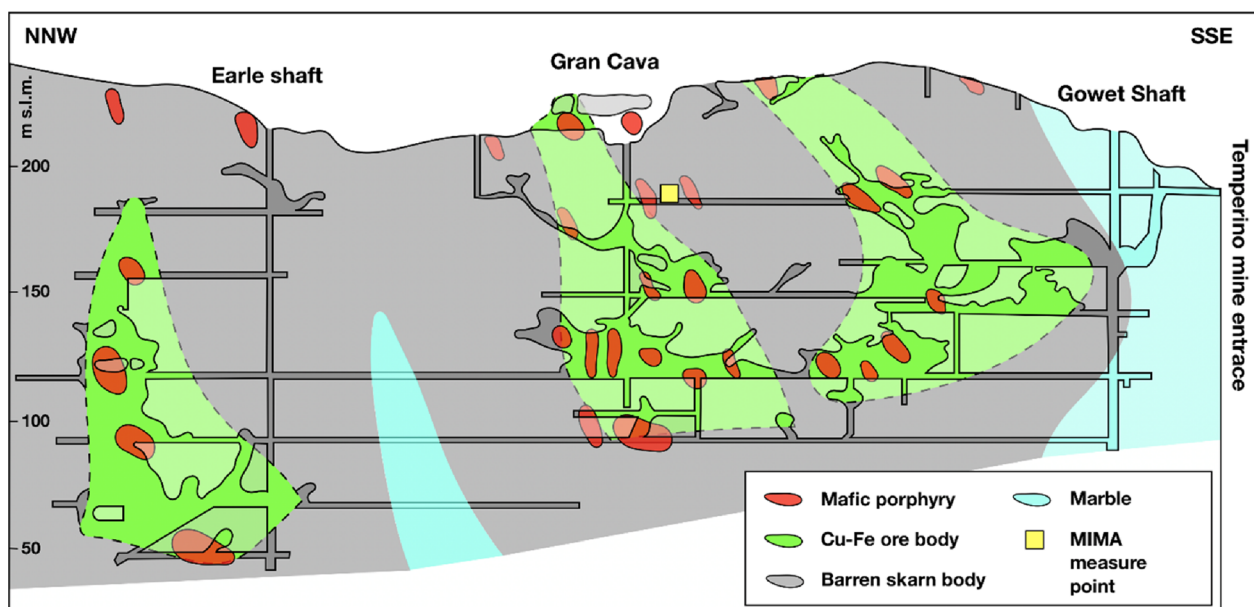 NNW
SSE
Earle shaft
Gran Cava
Gowet Shaft
m s.l.m.
200
150
100
50
Temperino mine entrace
Mafic porphyry
Cu-Fe ore body
Barren skarn body
Marble
MIMA
measure
point